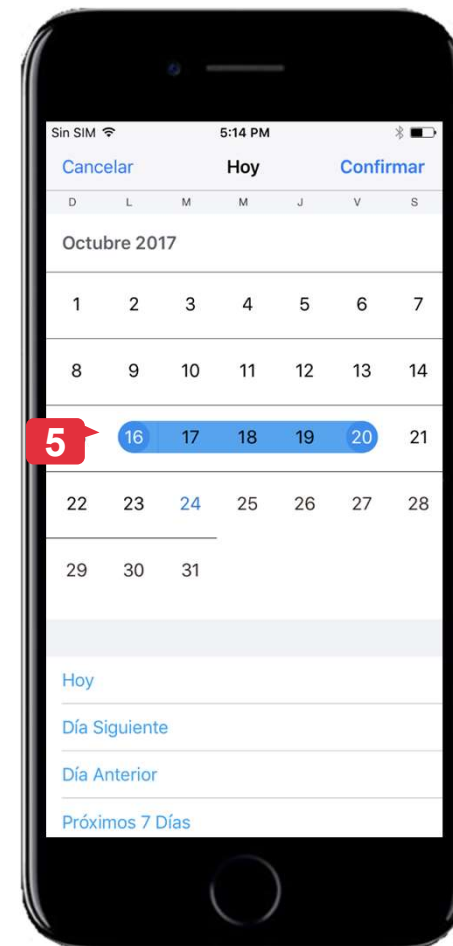 Sin SIM 5:14 PM
Cancelar Hoy Confirmar
D L M M J V S
Octubre 2017
1 2 3 4 5 6 7
8 9 10 11 12 13 14
5 16 17 18 19 20 21
22 23 24 25 26 27 28
29 30 31
Hoy
Día Siguiente
Día Anterior
Próximos 7 Días